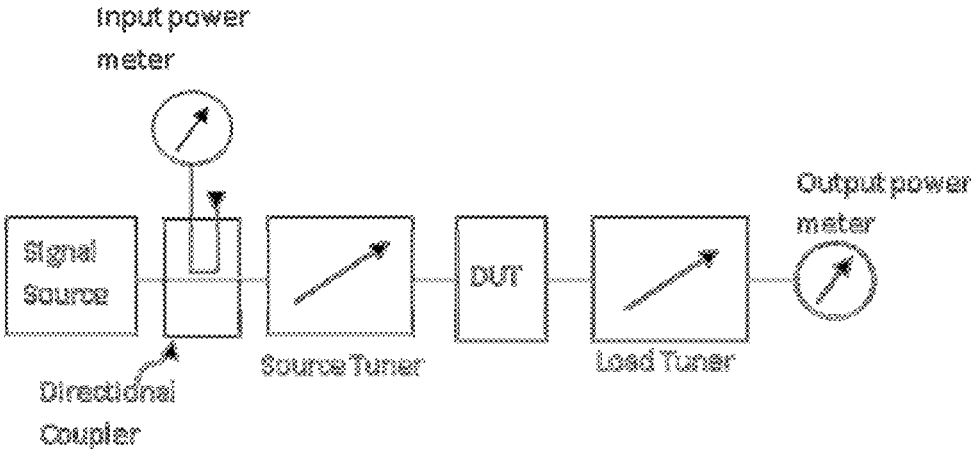 Input power
meter
Output power
meter
Signal
Source
DUT
Source Tuner
Load Tuner
Directional
Coupler